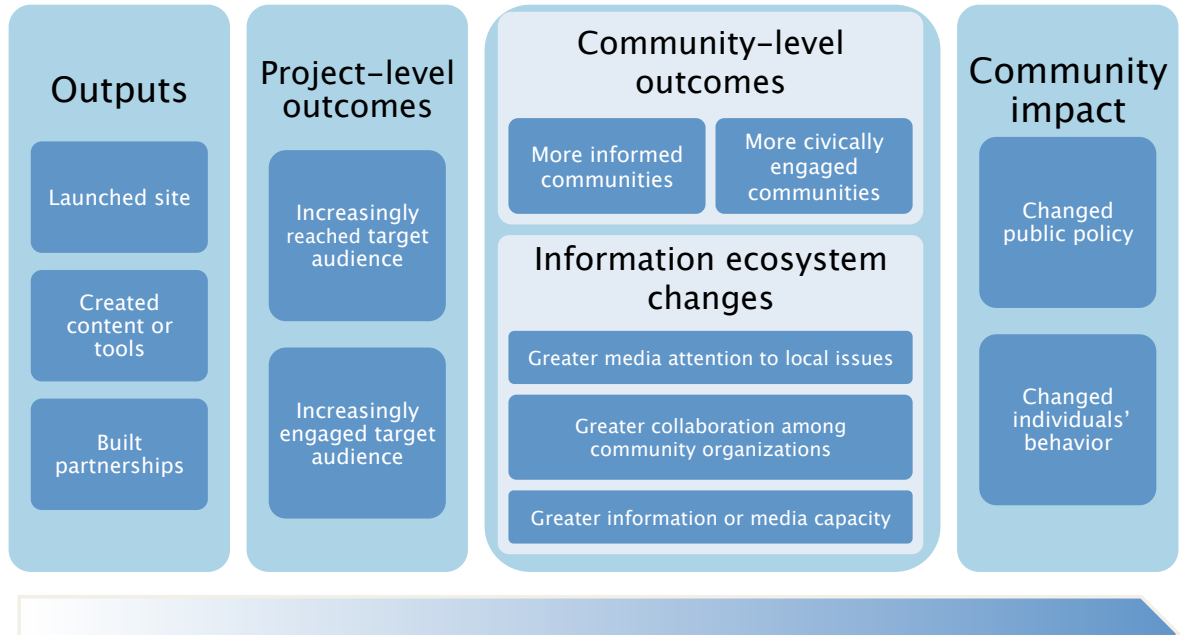 Outputs
Launched site
Created
content or
tools
Built
partnerships
Project-level
outcomes
Increasingly
reached target
audience
Increasingly
engaged target
audience
Community-level
outcomes
More informed
communities
More civically
engaged
communities
Information ecosystem
changes
Greater media attention to local issues
Greater collaboration among
community organizations
Greater information or media capacity
Community
impact
Changed
public policy
Changed
individuals’
behavior